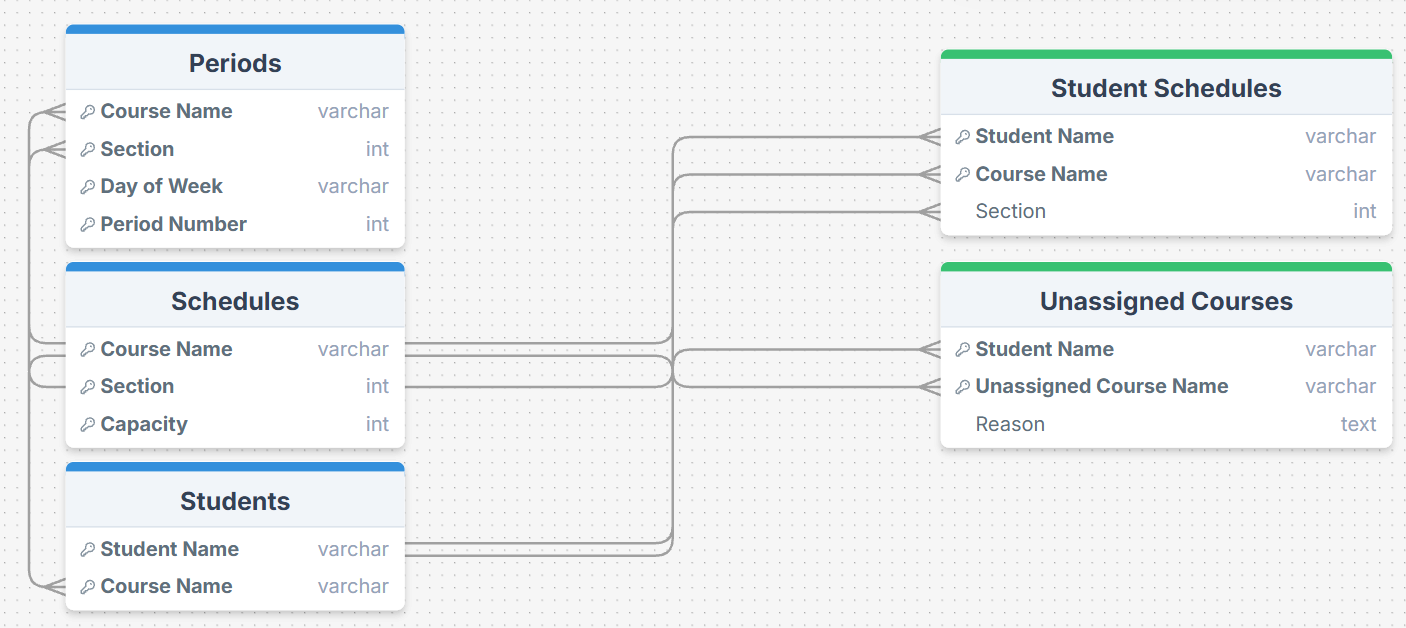 Periods
Course Name varchar
Section int
Day of Week varchar
Period Number int
Schedules
Course Name varchar
Section int
Capacity int
Students
Student Name varchar
Course Name varchar
Student Schedules
Student Name varchar
Course Name varchar
Section int
Unassigned Courses
Student Name varchar
Unassigned Course Name varchar
Reason text